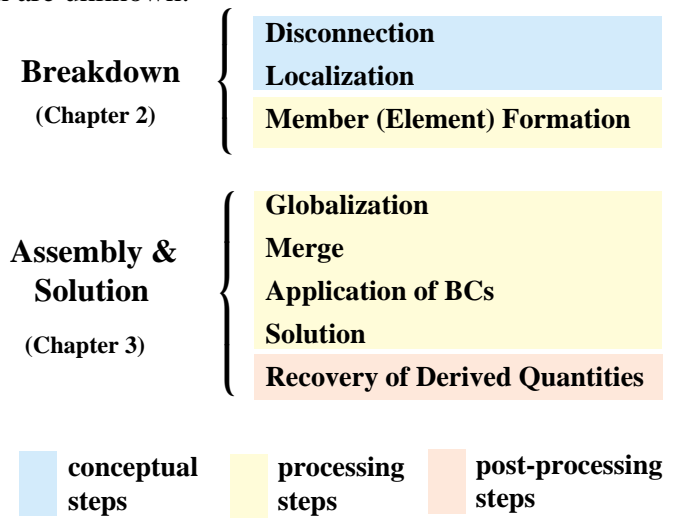 Breakdown
(Chapter 2)
Disconnection
Localization
Member (Element) Formation
Assembly &
Solution
(Chapter 3)
Globalization
Merge
Application of BCs
Solution
Recovery of Derived Quantities
conceptual
steps
processing
steps
post-processing
steps